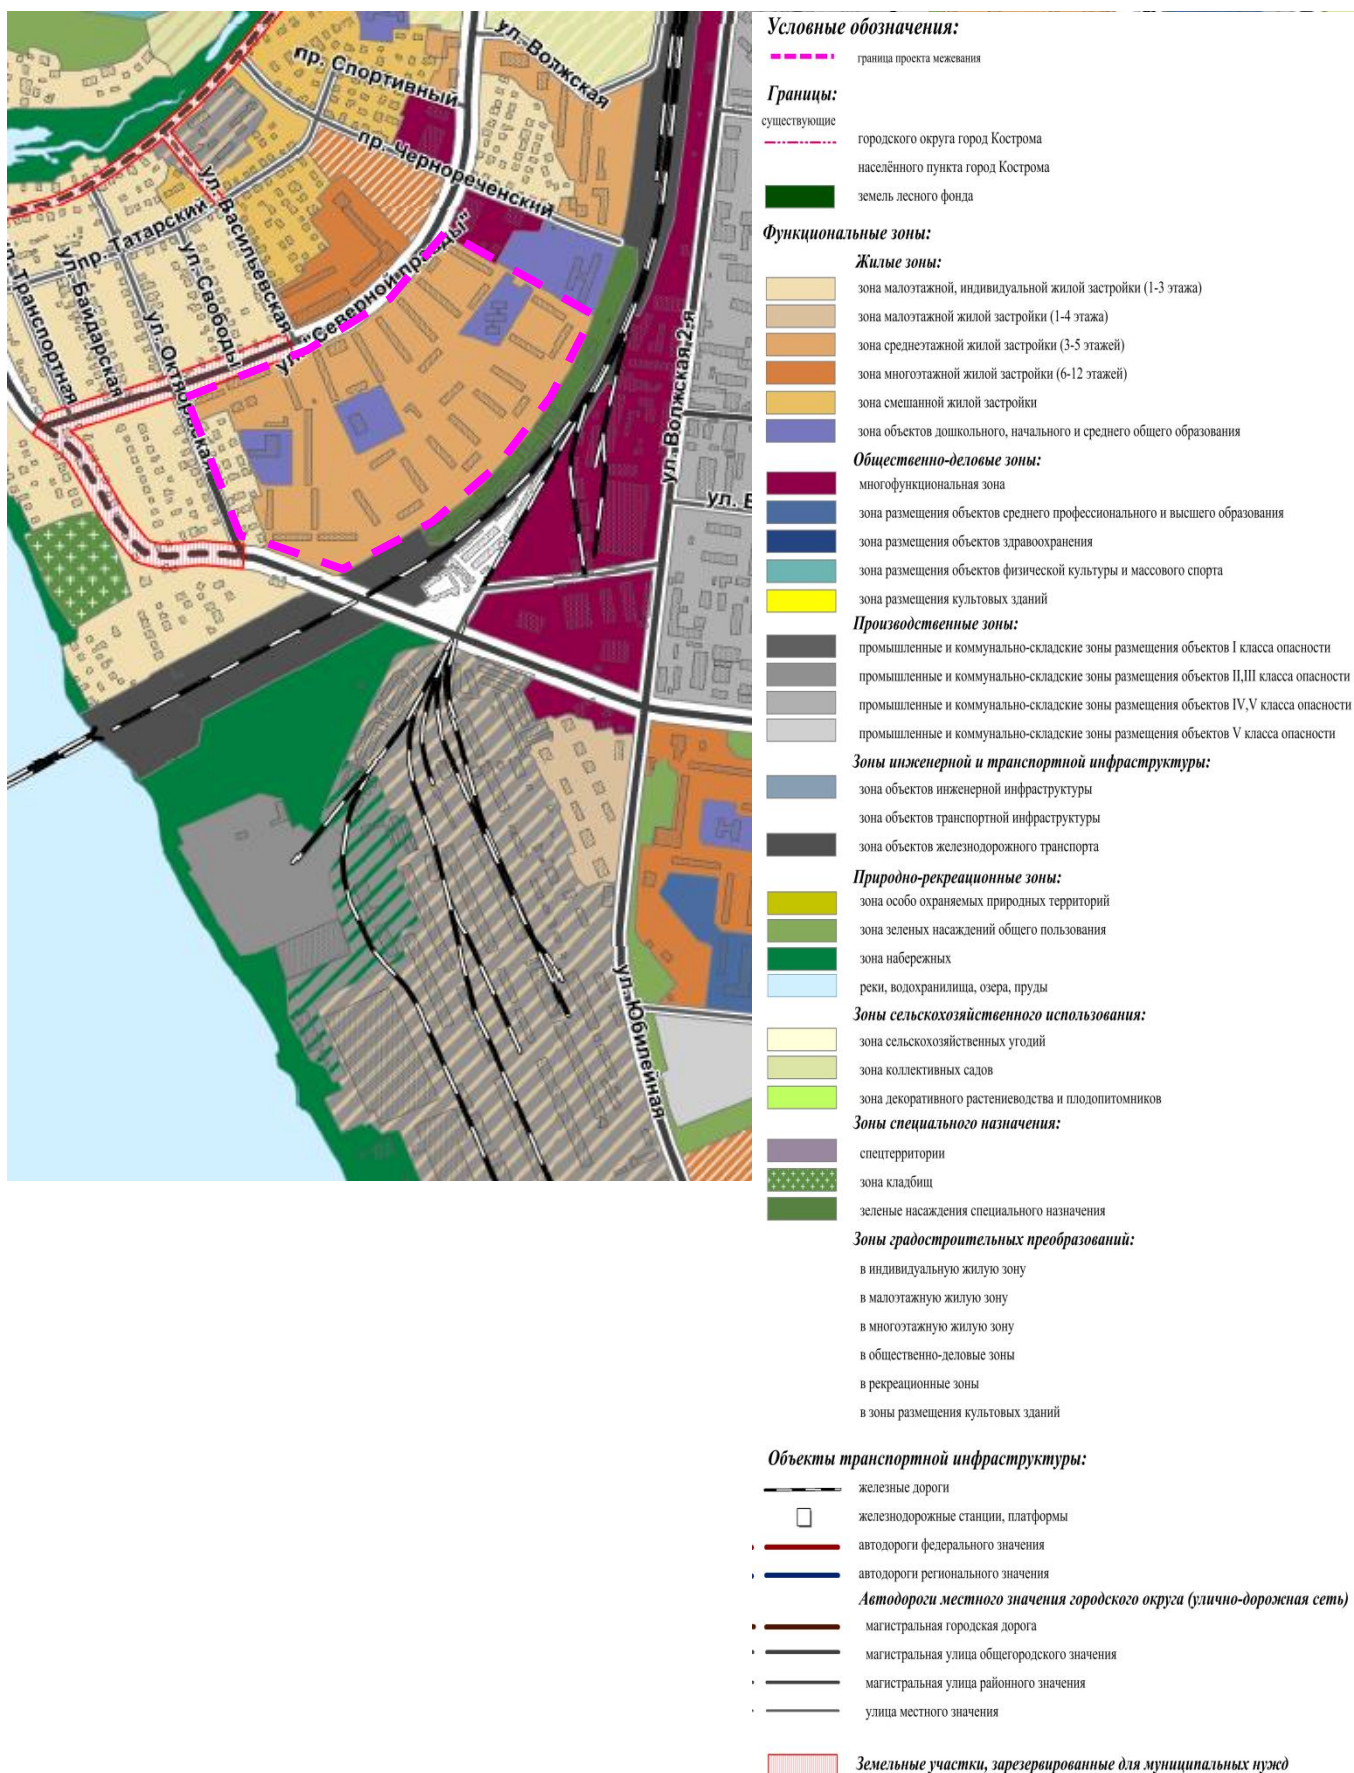 ул. Волжская
пр. Спортивный
пр. Чернореченский
ул. Васильевская
пр. Татарский
ул. Свободы
ул. Байдарская
ул. Транспортная
ул. Октябрьская
ул. "Северной правды"
ул. Волжская 2-я
ул. Е
ул. Юбилейная
Условные обозначения:
граница проекта межевания
Границы:
существующие
городского округа город Кострома
населённого пункта город Кострома
земель лесного фонда
Функциональные зоны:
Жилые зоны:
зона малоэтажной, индивидуальной жилой застройки (1-3 этажа)
зона малоэтажной жилой застройки (1-4 этажа)
зона среднеэтажной жилой застройки (3-5 этажей)
зона многоэтажной жилой застройки (6-12 этажей)
зона смешанной жилой застройки
зона объектов дошкольного, начального и среднего общего образования
Общественно-деловые зоны:
многофункциональная зона
зона размещения объектов среднего профессионального и высшего образования
зона размещения объектов здравоохранения
зона размещения объектов физической культуры и массового спорта
зона размещения культовых зданий
Производственные зоны:
промышленные и коммунально-складские зоны размещения объектов I класса опасности
промышленные и коммунально-складские зоны размещения объектов II,III класса опасности
промышленные и коммунально-складские зоны размещения объектов IV,V класса опасности
промышленные и коммунально-складские зоны размещения объектов V класса опасности
Зоны инженерной и транспортной инфраструктуры:
зона объектов инженерной инфраструктуры
зона объектов транспортной инфраструктуры
зона объектов железнодорожного транспорта
Природно-рекреационные зоны:
зона особо охраняемых природных территорий
зона зеленых насаждений общего пользования
зона набережных
реки, водохранилища, озера, пруды
Зоны сельскохозяйственного использования:
зона сельскохозяйственных угодий
зона коллективных садов
зона декоративного растениеводства и плодопитомников
Зоны специального назначения:
спецтерритории
зона кладбищ
зеленые насаждения специального назначения
Зоны градостроительных преобразований:
в индивидуальную жилую зону
в малоэтажную жилую зону
в многоэтажную жилую зону
в общественно-деловые зоны
в рекреационные зоны
в зоны размещения культовых зданий
Объекты транспортной инфраструктуры:
железные дороги
железнодорожные станции, платформы
автодороги федерального значения
автодороги регионального значения
Автодороги местного значения городского округа (улично-дорожная сеть)
магистральная городская дорога
магистральная улица общегородского значения
магистральная улица районного значения
улица местного значения
Земельные участки, зарезервированные для муниципальных нужд